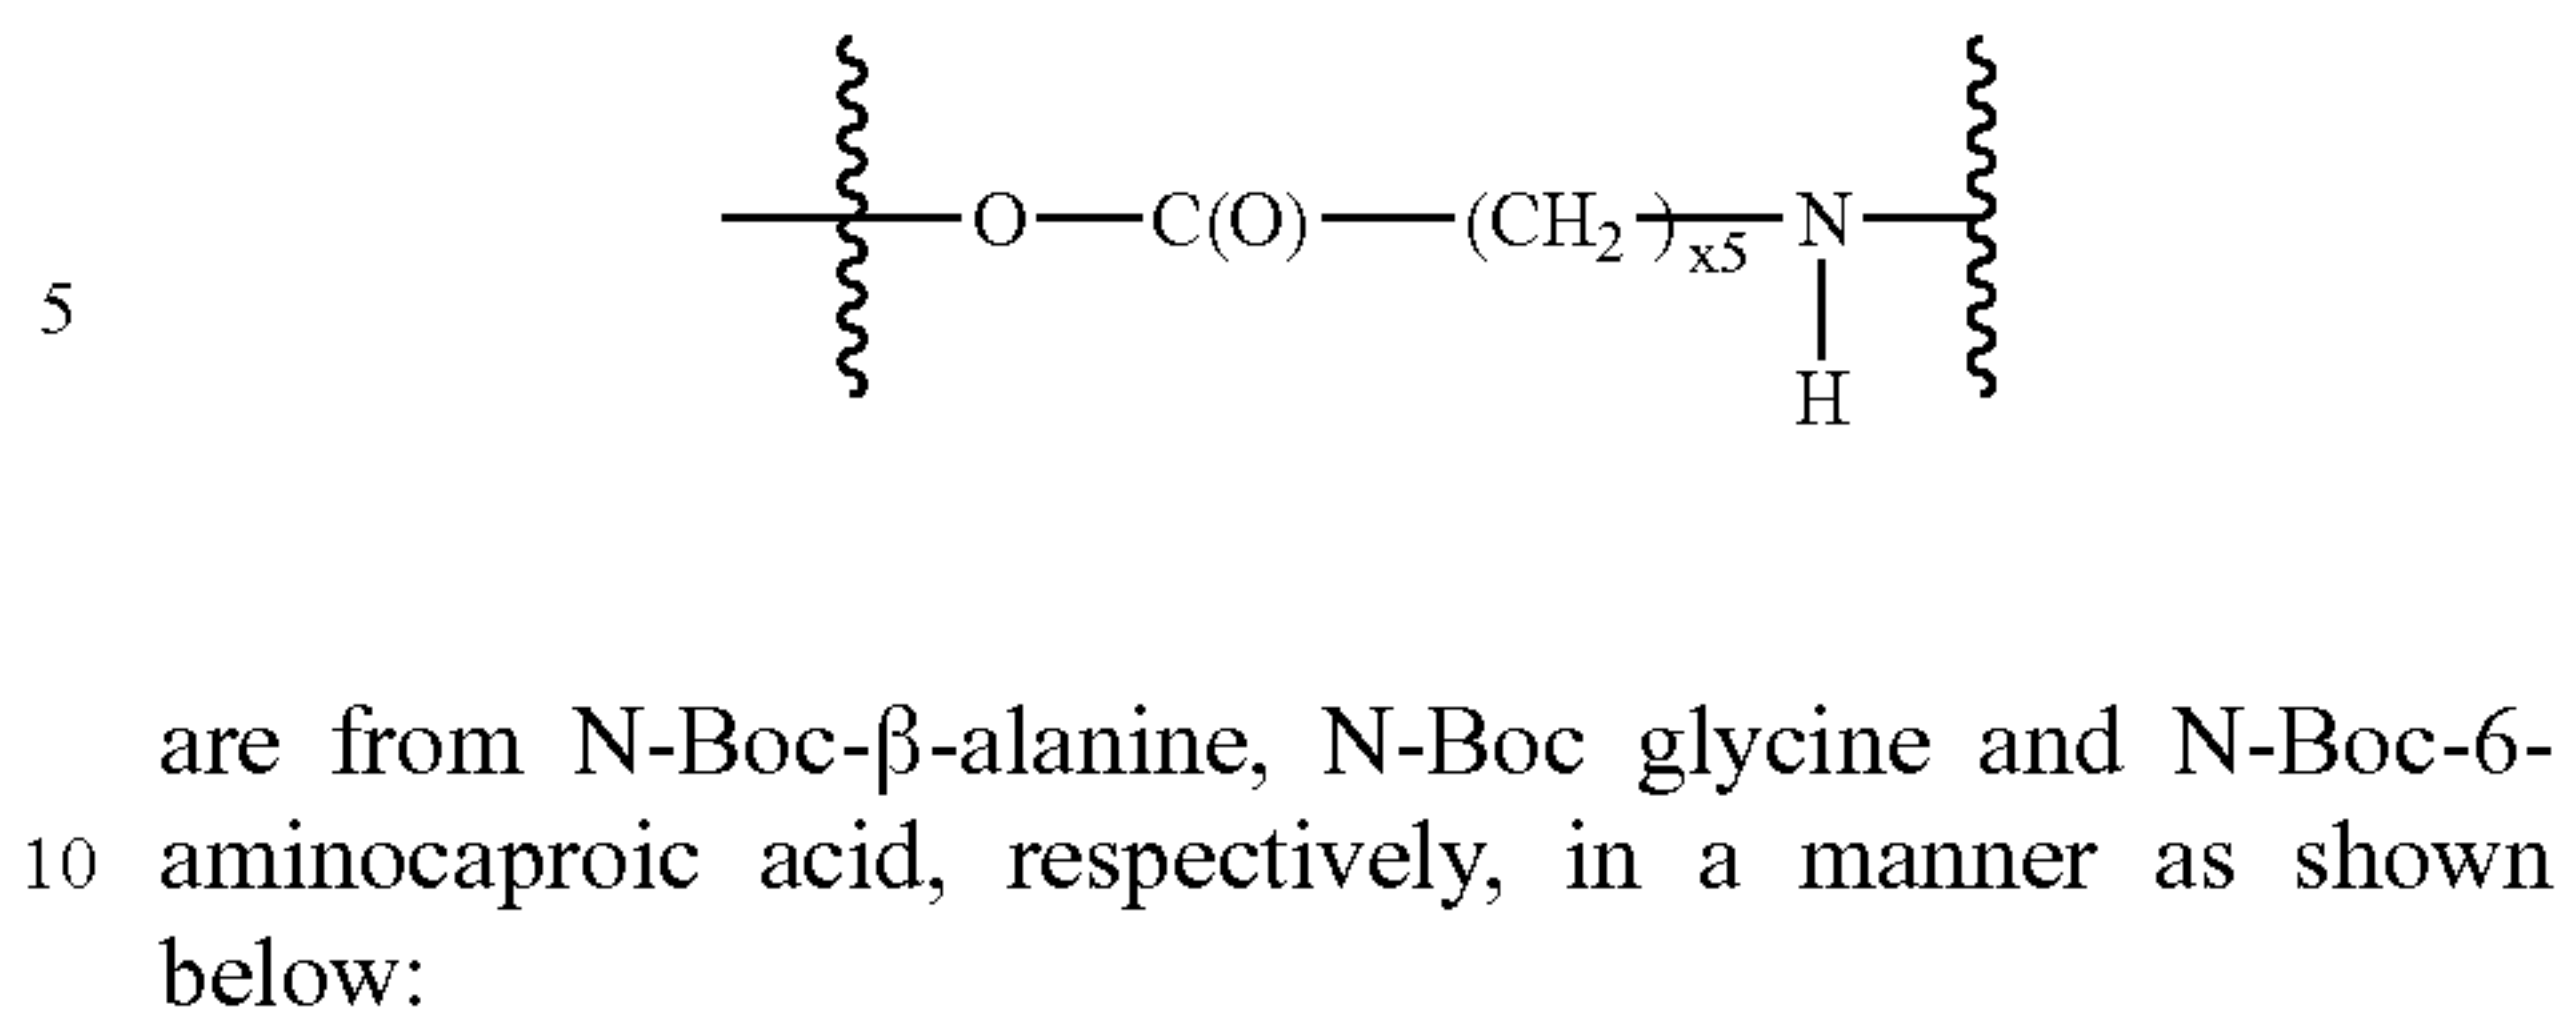 O—C(O)—(CH2)x5—N
5
H
are from N-Boc-β-alanine, N-Boc glycine and N-Boc-6-
10 aminocaproic acid, respectively, in a manner as shown
below: